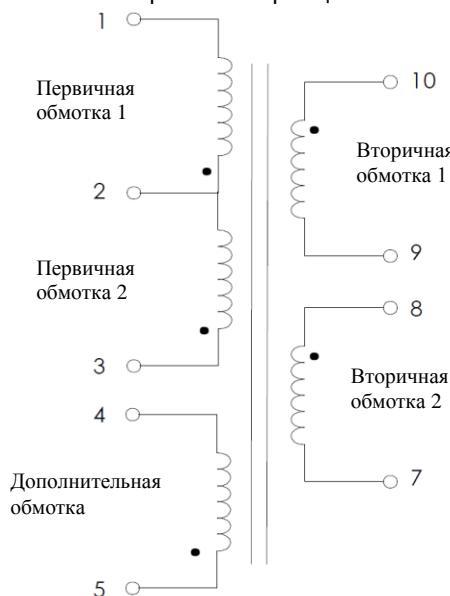 1
10
Первичная
обмотка 1
Вторичная
обмотка 1
2
9
Первичная
обмотка 2
8
3
Вторичная
обмотка 2
4
7
Дополнительная
обмотка
5